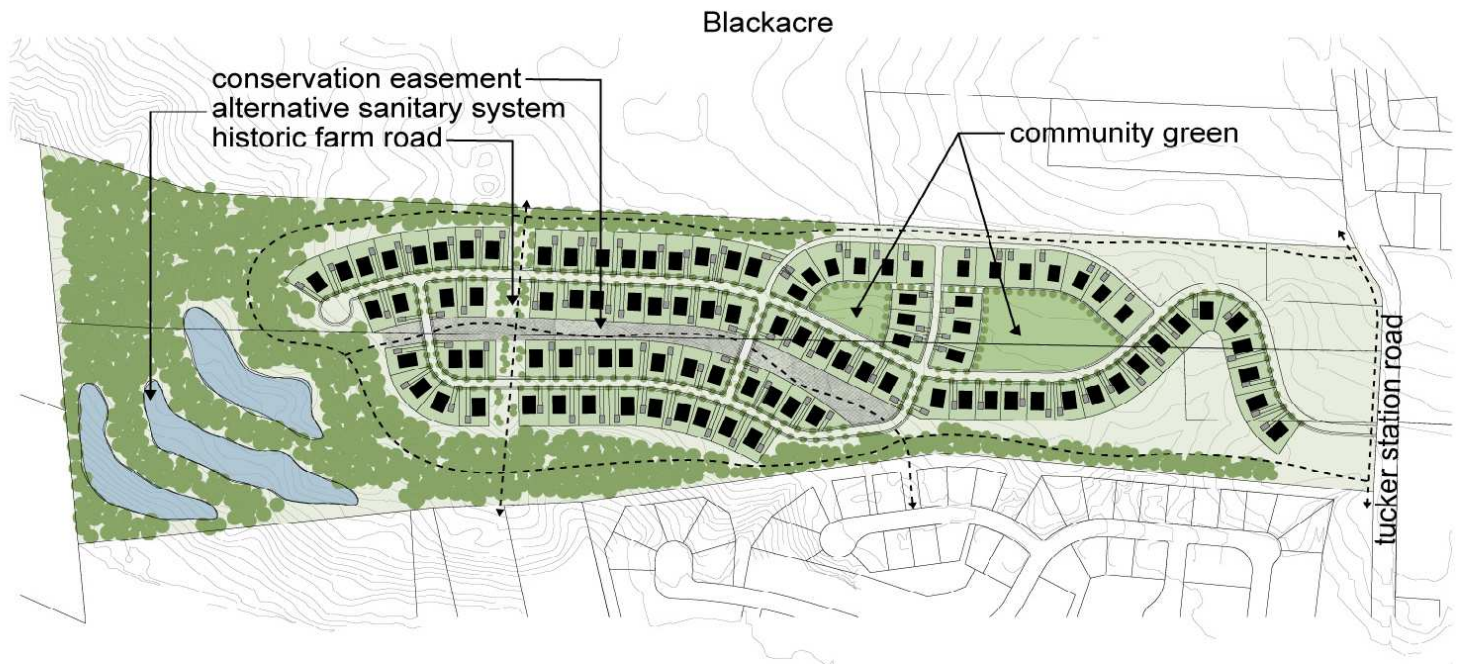 Blackacre
conservation easement
alternative sanitary system
historic farm road
community green
tucker station road